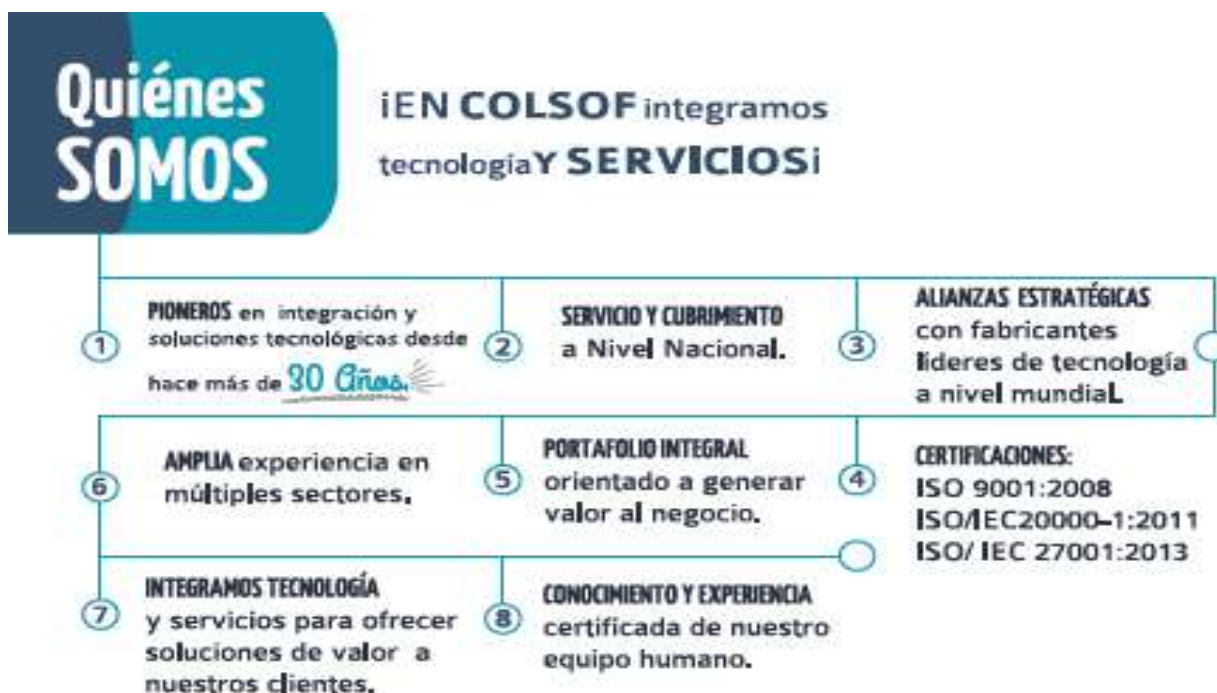 Quiénes
SOMOS
¡EN COLSOF integramos
tecnología Y SERVICIOS¡
1
PIONEROS en integración y
soluciones tecnológicas desde
hace más de 30 Años.
2
SERVICIO Y CUBRIMIENTO
a Nivel Nacional.
3
ALIANZAS ESTRATÉGICAS
con fabricantes
líderes de tecnología
a nivel mundiaL
4
CERTIFICACIONES:
ISO 9001:2008
ISO/IEC20000–1:2011
ISO/ IEC 27001:2013
5
PORTAFOLIO INTEGRAL
orientado a generar
valor al negocio.
6
AMPLIA experiencia en
múltiples sectores.
7
INTEGRAMOS TECNOLOGÍA
y servicios para ofrecer
soluciones de valor a
nuestros clientes.
8
CONOCIMIENTO Y EXPERIENCIA
certificada de nuestro
equipo humano.